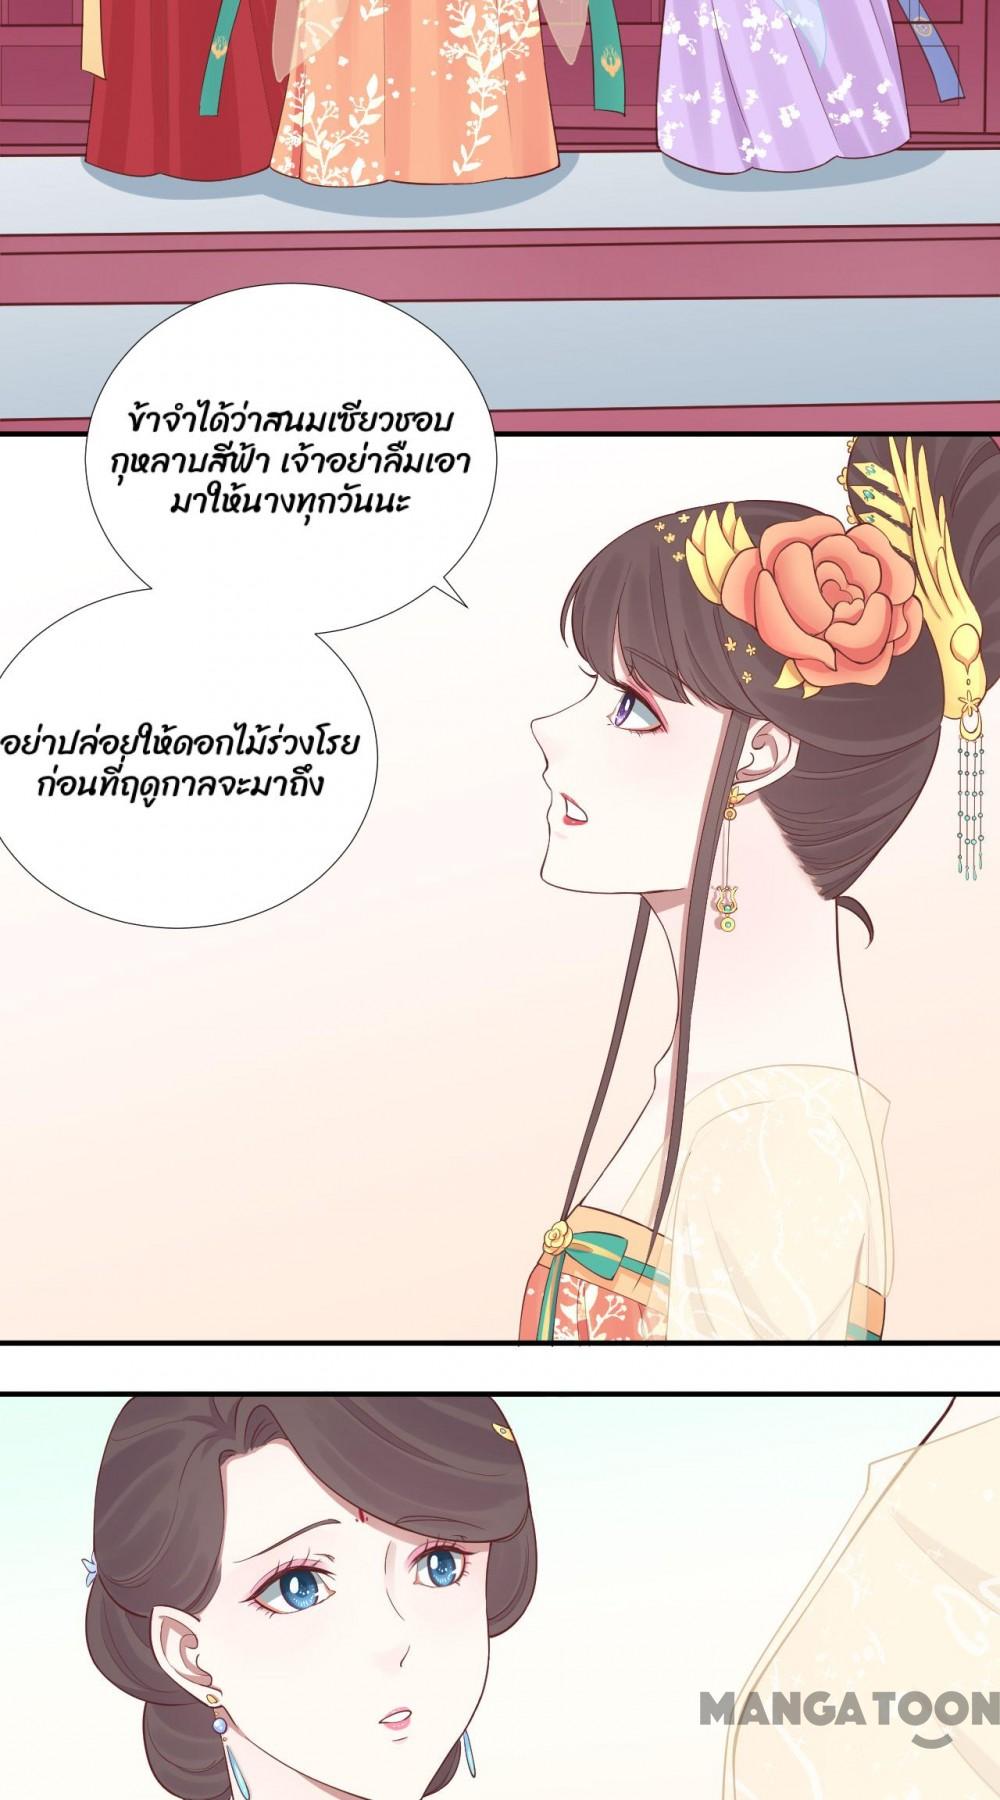 ข้าจำได้ว่าสนมเซียวชอบ
กุหลาบสีฟ้า เจ้าอย่าลืมเอา
มาให้นางทุกวันนะ
อย่าปล่อยให้ดอกไม้ร่วงโรย
ก่อนที่ฤดูกาลจะมาถึง
MANGATOON